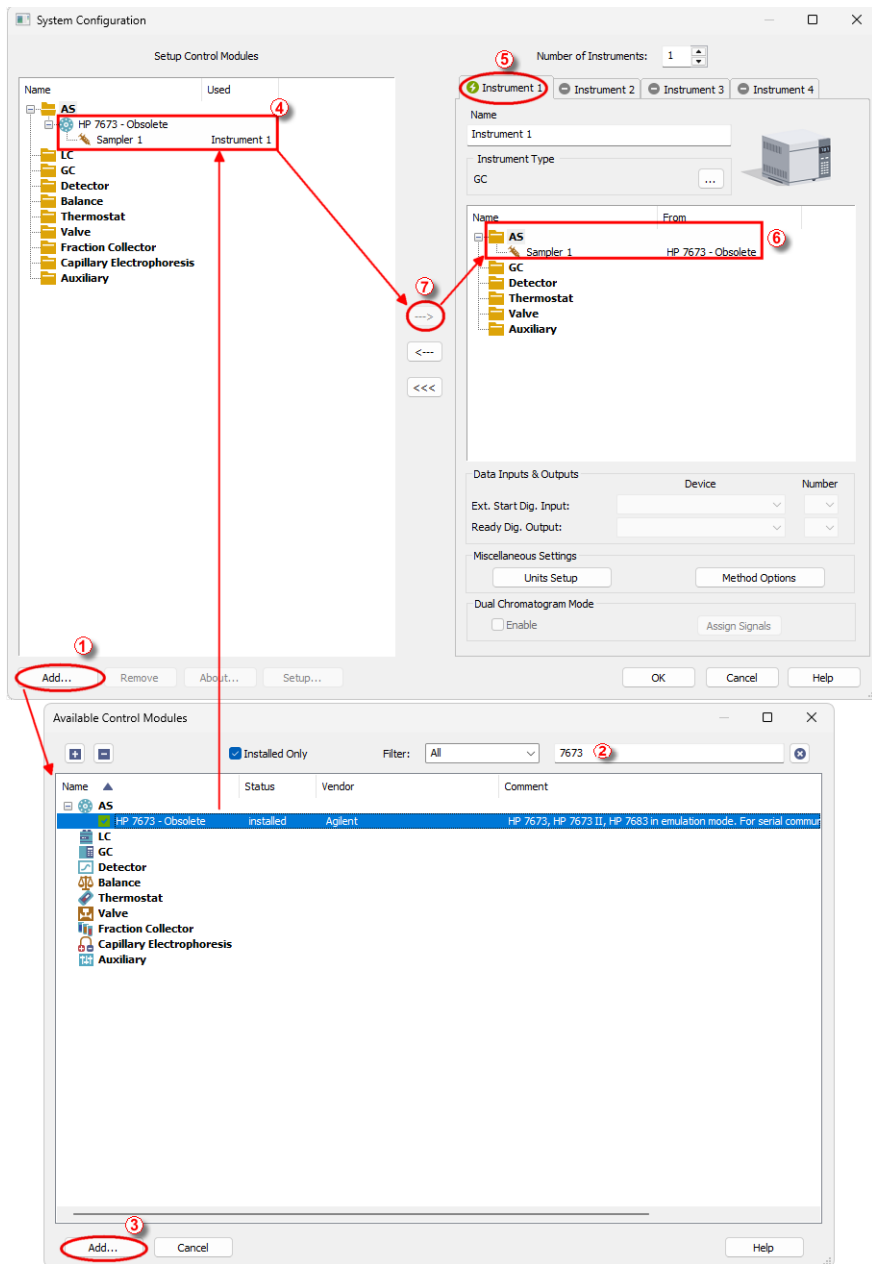 System Configuration
Setup Control Modules
Number of Instruments: 1
Name Used
AS
HP 7673 - Obsolete
Sampler 1 Instrument 1
LC
GC
Detector
Balance
Thermostat
Valve
Fraction Collector
Capillary Electrophoresis
Auxiliary
④
⑤
Instrument 1 Instrument 2 Instrument 3 Instrument 4
Name
Instrument 1
Instrument Type
GC ...
Name From
AS
Sampler 1 HP 7673 - Obsolete
⑥
GC
Detector
Thermostat
Valve
Auxiliary
⑦
--->
<---
<<<
Data Inputs & Outputs
Device Number
Ext. Start Dig. Input:
Ready Dig. Output:
Miscellaneous Settings
Units Setup Method Options
Dual Chromatogram Mode
Enable Assign Signals
①
Add... Remove About... Setup...
OK Cancel Help
Available Control Modules
Installed Only Filter: All 7673 ②
Name Status Vendor Comment
AS
HP 7673 - Obsolete installed Agilent HP 7673, HP 7673 II, HP 7683 in emulation mode. For serial commun
LC
GC
Detector
Balance
Thermostat
Valve
Fraction Collector
Capillary Electrophoresis
Auxiliary
③
Add... Cancel Help